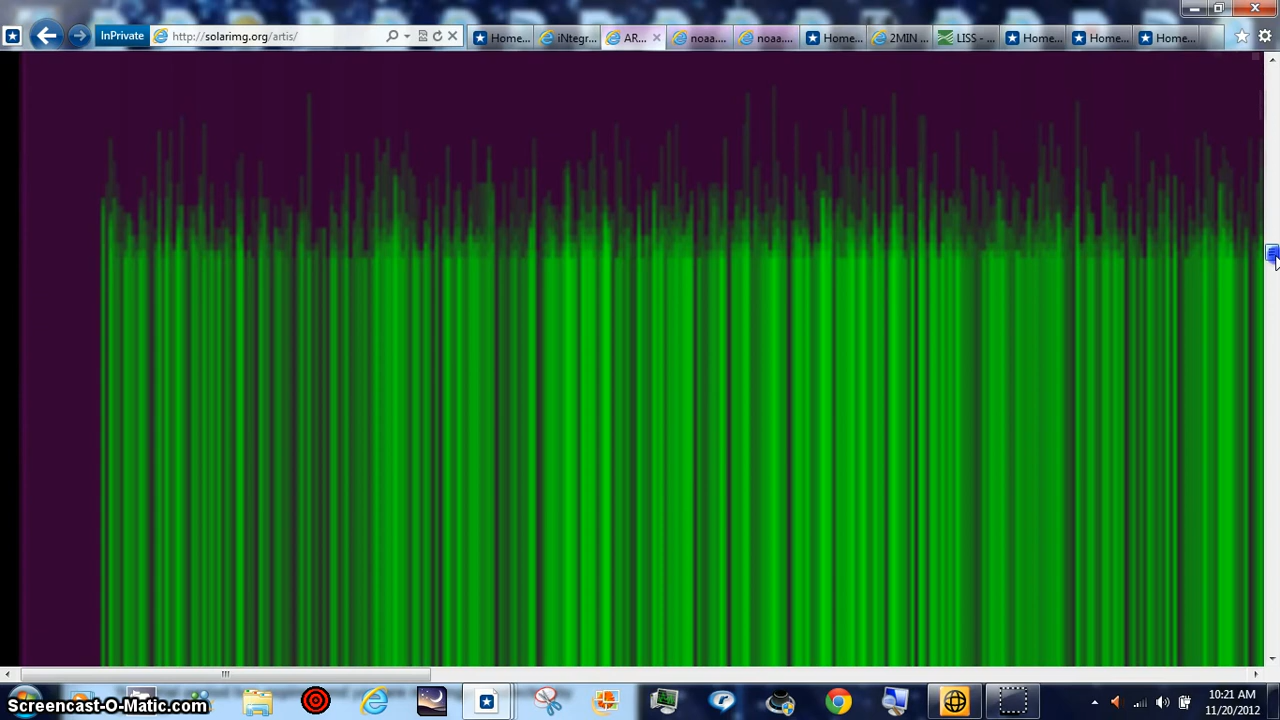 InPrivate
http://solarimg.org/artis/
Home...
iNtegr...
AR...
noaa....
noaa....
Home...
2MIN ...
LISS - ...
Home...
Home...
Home...
Screencast-O-Matic.com
10:21 AM
11/20/2012